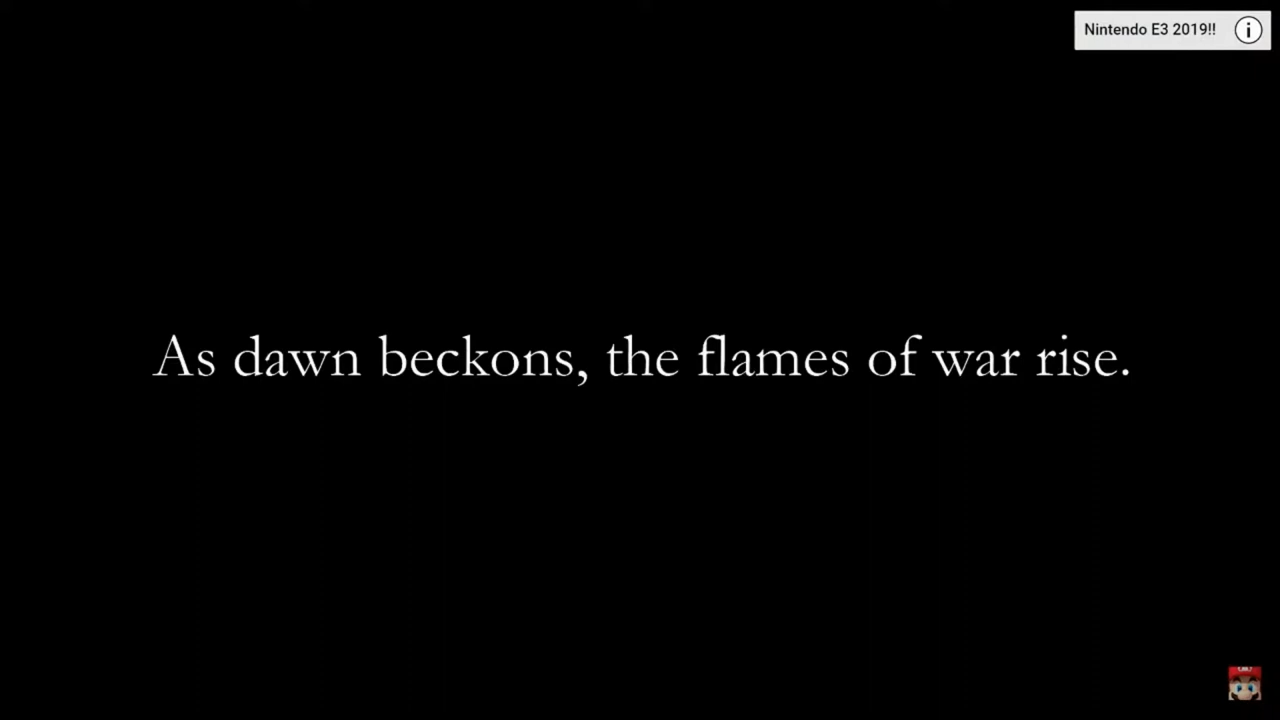 Nintendo E3 2019!!
As dawn beckons, the flames of war rise.